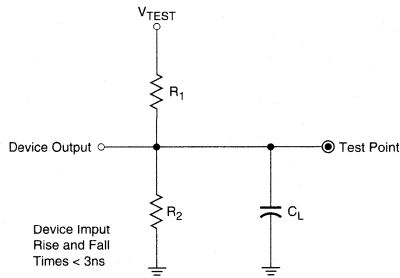 VTEST
R1
Device Output
Test Point
R2
CL
Device Imput
Rise and Fall
Times < 3ns